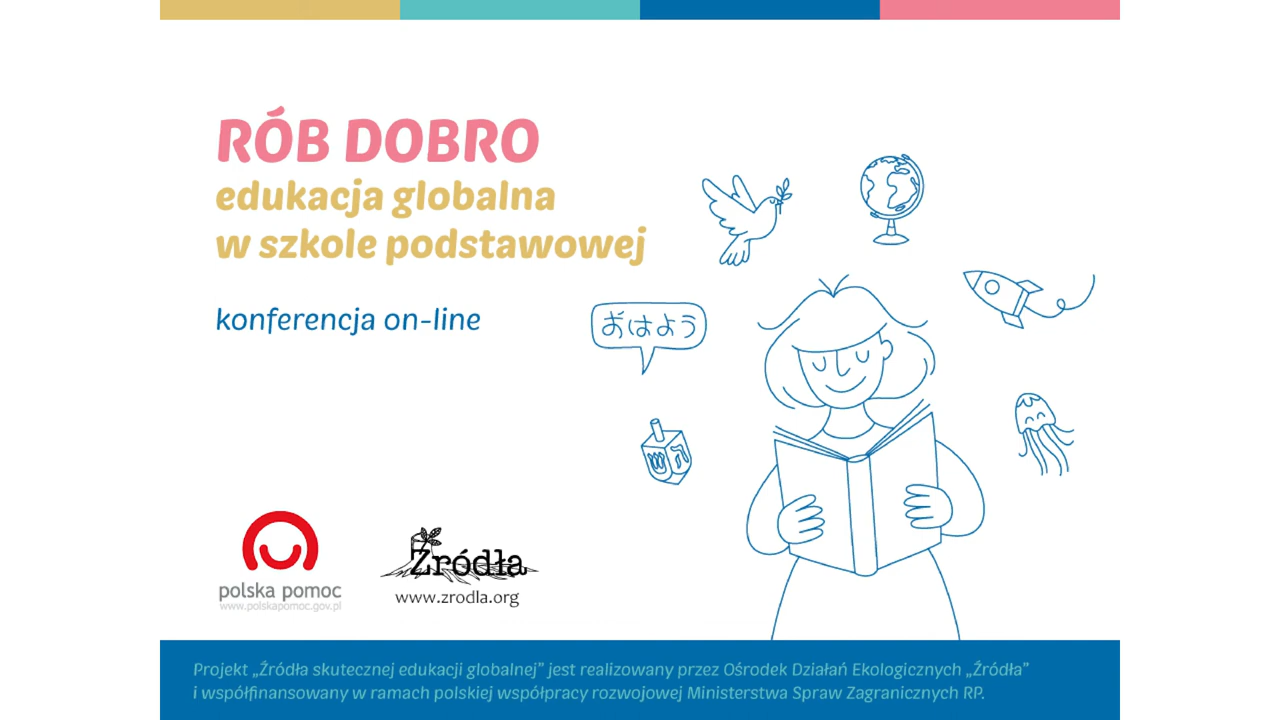 RÓB DOBRO
edukacja globalna
w szkole podstawowej
konferencja on-line
おはよう
polska pomoc
www.polskapomoc.gov.pl
Źródła
www.zrodla.org
Projekt „Źródła skutecznej edukacji globalnej” jest realizowany przez Ośrodek Działań Ekologicznych „Źródła”
i współfinansowany w ramach polskiej współpracy rozwojowej Ministerstwa Spraw Zagranicznych RP.